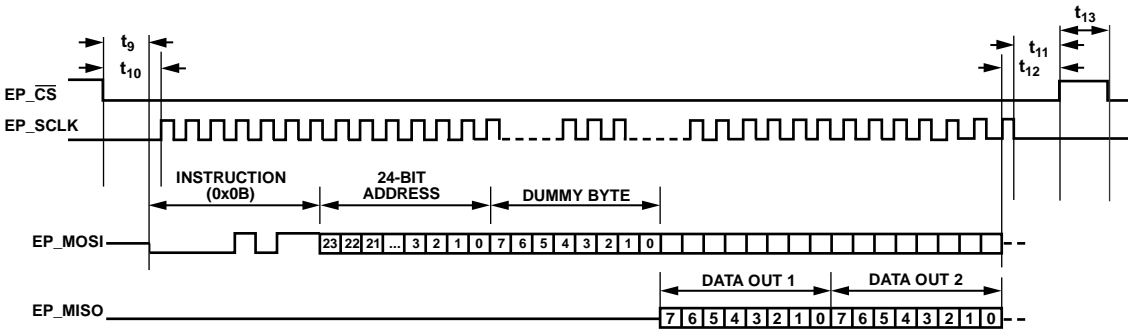 t9
t13
t11
t10
t12
EP_CS
EP_SCLK
INSTRUCTION
(0x0B)
24-BIT
ADDRESS
DUMMY BYTE
EP_MOSI
23 22 21 ... 3 2 1 0 7 6 5 4 3 2 1 0
DATA OUT 1
DATA OUT 2
EP_MISO
7 6 5 4 3 2 1 0 7 6 5 4 3 2 1 0